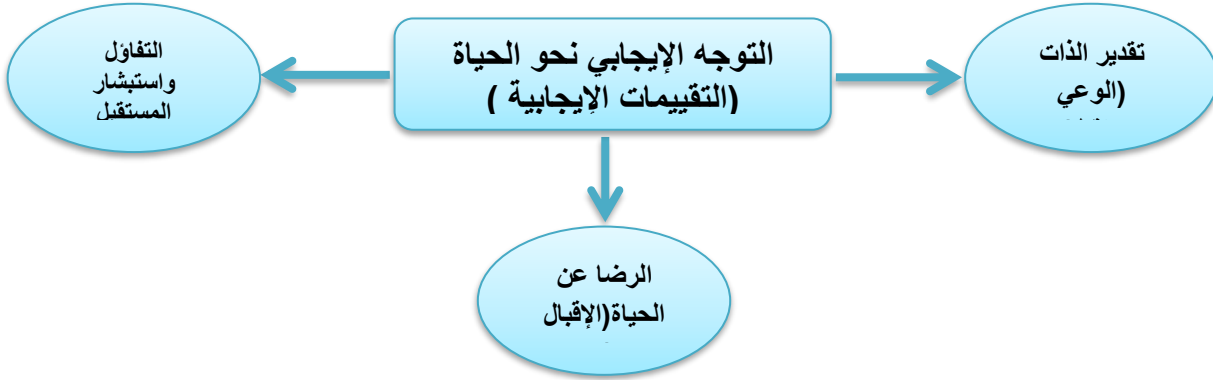 التوجه الإيجابي نحو الحياة
(التقييمات الإيجابية )
تقدير الذات
(الوعي
التفاؤل
واستبشار
المستقبل
الرضا عن
الحياة(الإقبال